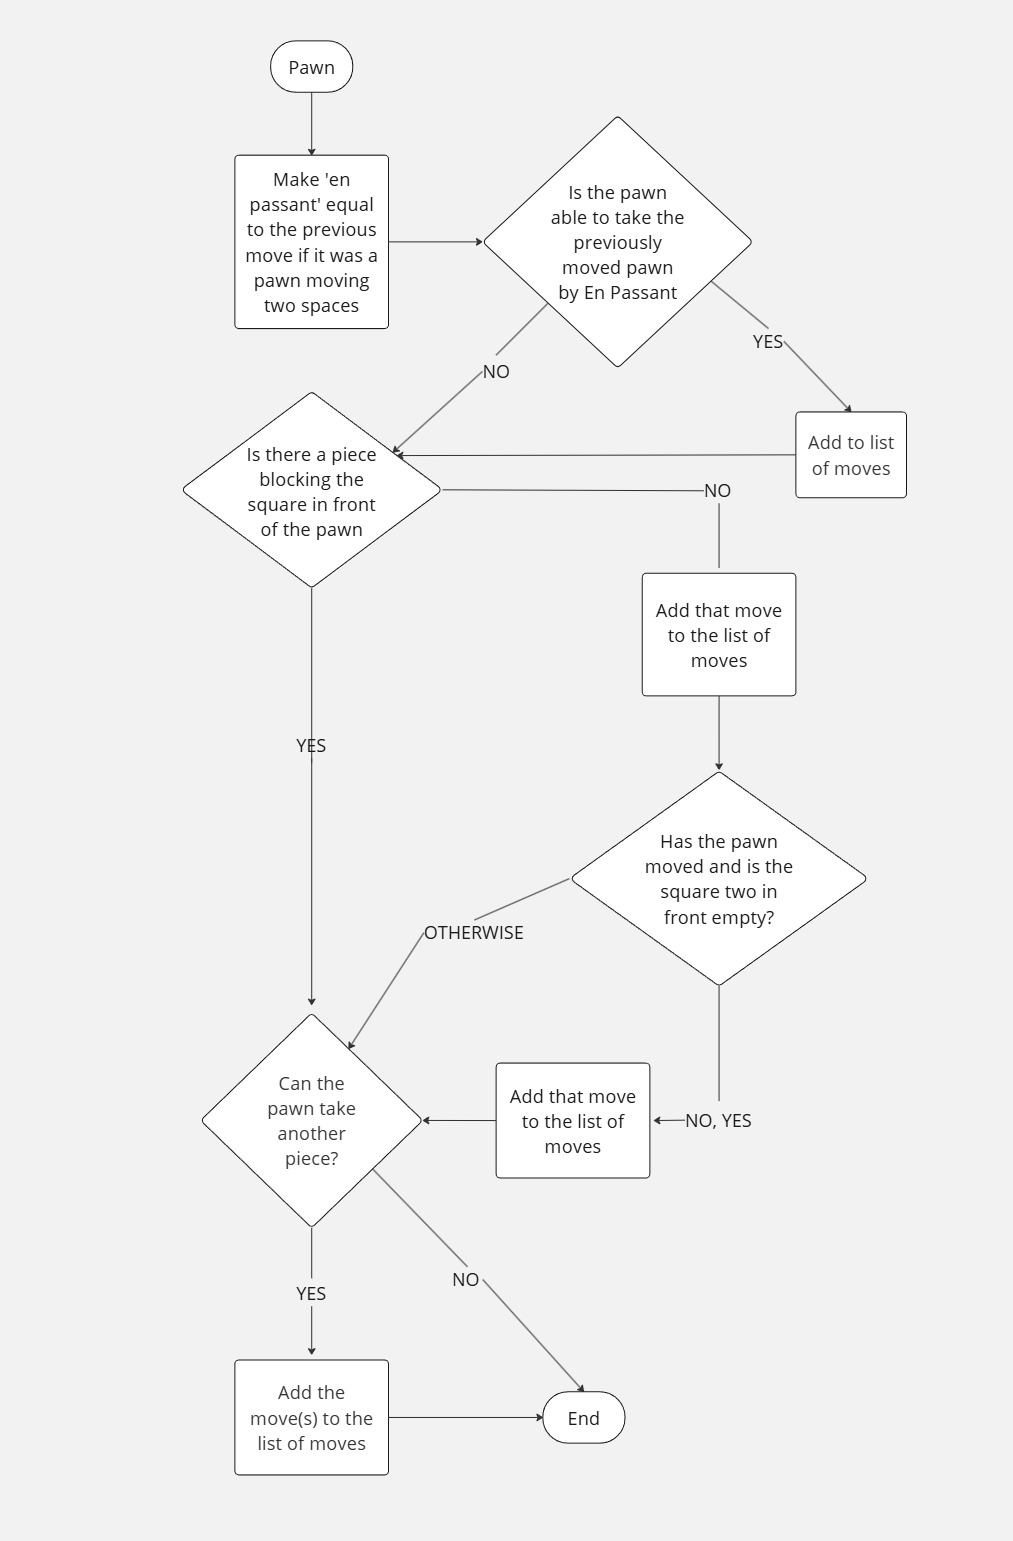 Pawn
Make 'en
passant' equal
to the previous
move if it was a
pawn moving
two spaces
Is the pawn
able to take the
previously
moved pawn
by En Passant
YES
NO
Add to list
of moves
Is there a piece
blocking the
square in front
of the pawn
NO
Add that move
to the list of
moves
YES
Has the pawn
moved and is the
square two in
front empty?
OTHERWISE
NO, YES
Add that move
to the list of
moves
Can the
pawn take
another
piece?
NO
YES
Add the
move(s) to the
list of moves
End